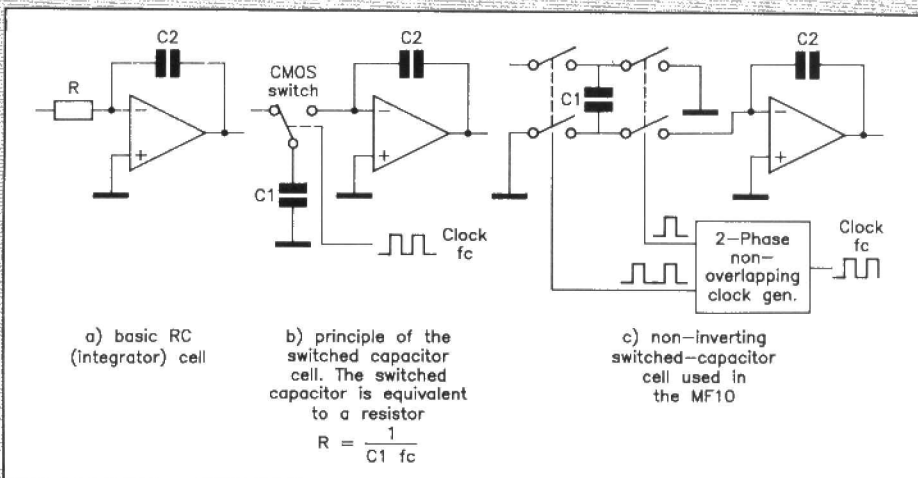 C2
R
−
+
CMOS
switch
C2
−
+
C1
Clock
fc
C1
C2
−
+
2−Phase
non−
overlapping
clock gen.
Clock
fc
a) basic RC
(integrator) cell
b) principle of the
switched capacitor
cell. The switched
capacitor is equivalent
to a resistor
R = 1
C1 fc
c) non−inverting
switched−capacitor
cell used in
the MF10